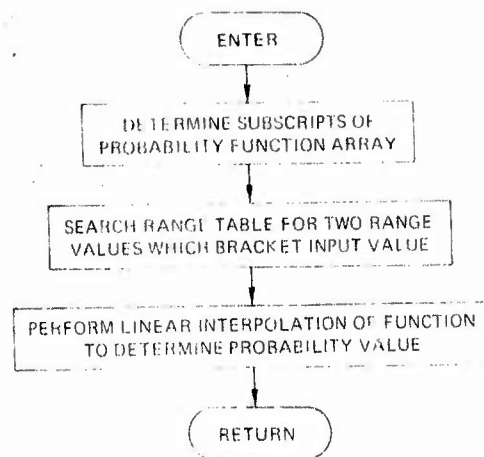 ENTER
DETERMINE SUBSCRIPTS OF
PROBABILITY FUNCTION ARRAY
SEARCH RANGE TABLE FOR TWO RANGE
VALUES WHICH BRACKET INPUT VALUE
PERFORM LINEAR INTERPOLATION OF FUNCTION
TO DETERMINE PROBABILITY VALUE
RETURN